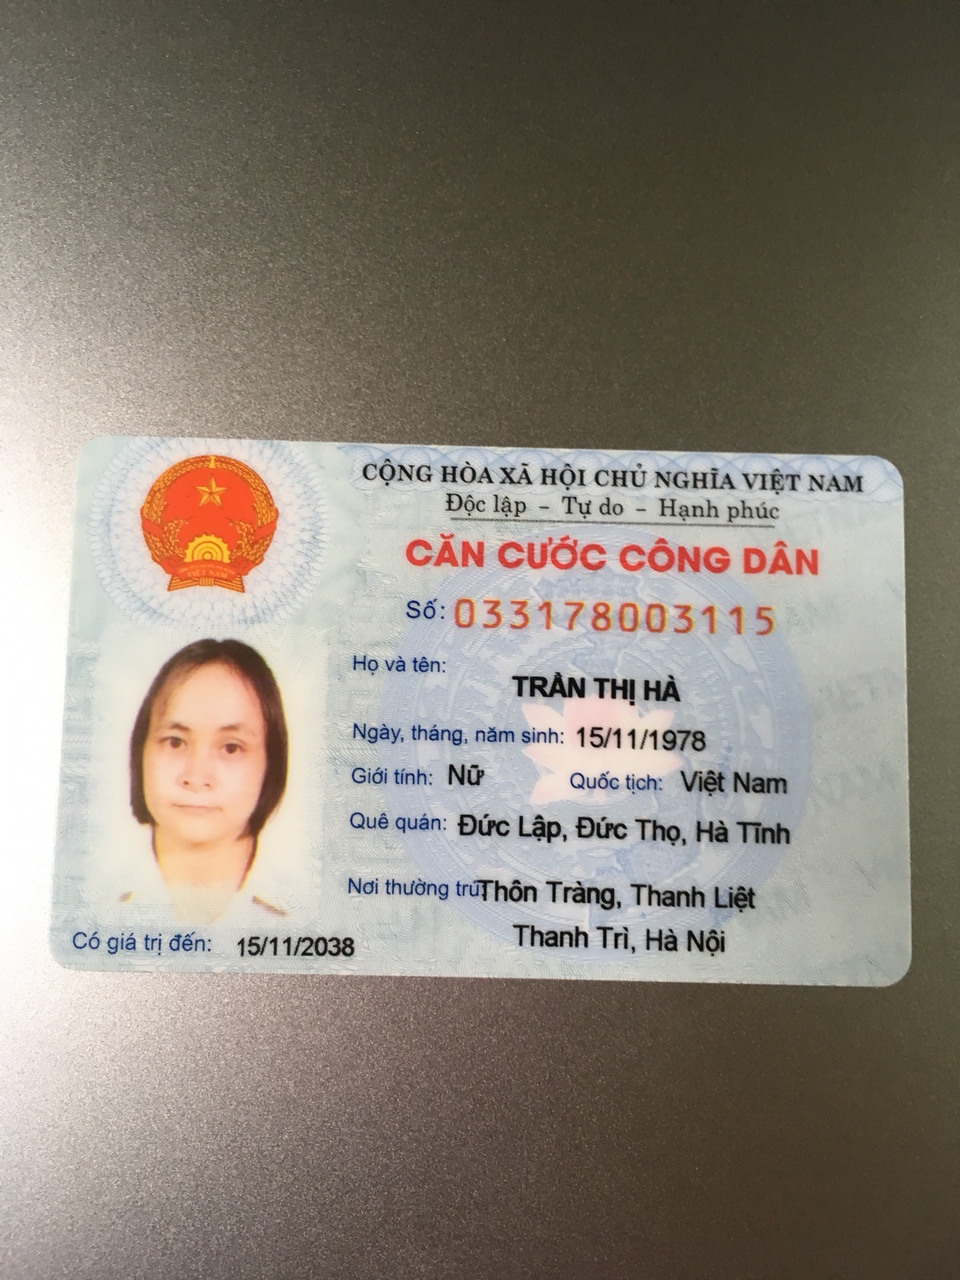 CỘNG HÒA XÃ HỘI CHỦ NGHĨA VIỆT NAM
Độc lập - Tự do - Hạnh phúc
CĂN CƯỚC CÔNG DÂN
Số: 033178003115
Họ và tên:
TRẦN THỊ HÀ
Ngày, tháng, năm sinh: 15/11/1978
Giới tính: Nữ Quốc tịch: Việt Nam
Quê quán: Đức Lập, Đức Thọ, Hà Tĩnh
Nơi thường trú: Thôn Tràng, Thanh Liệt
Thanh Trì, Hà Nội
Có giá trị đến: 15/11/2038